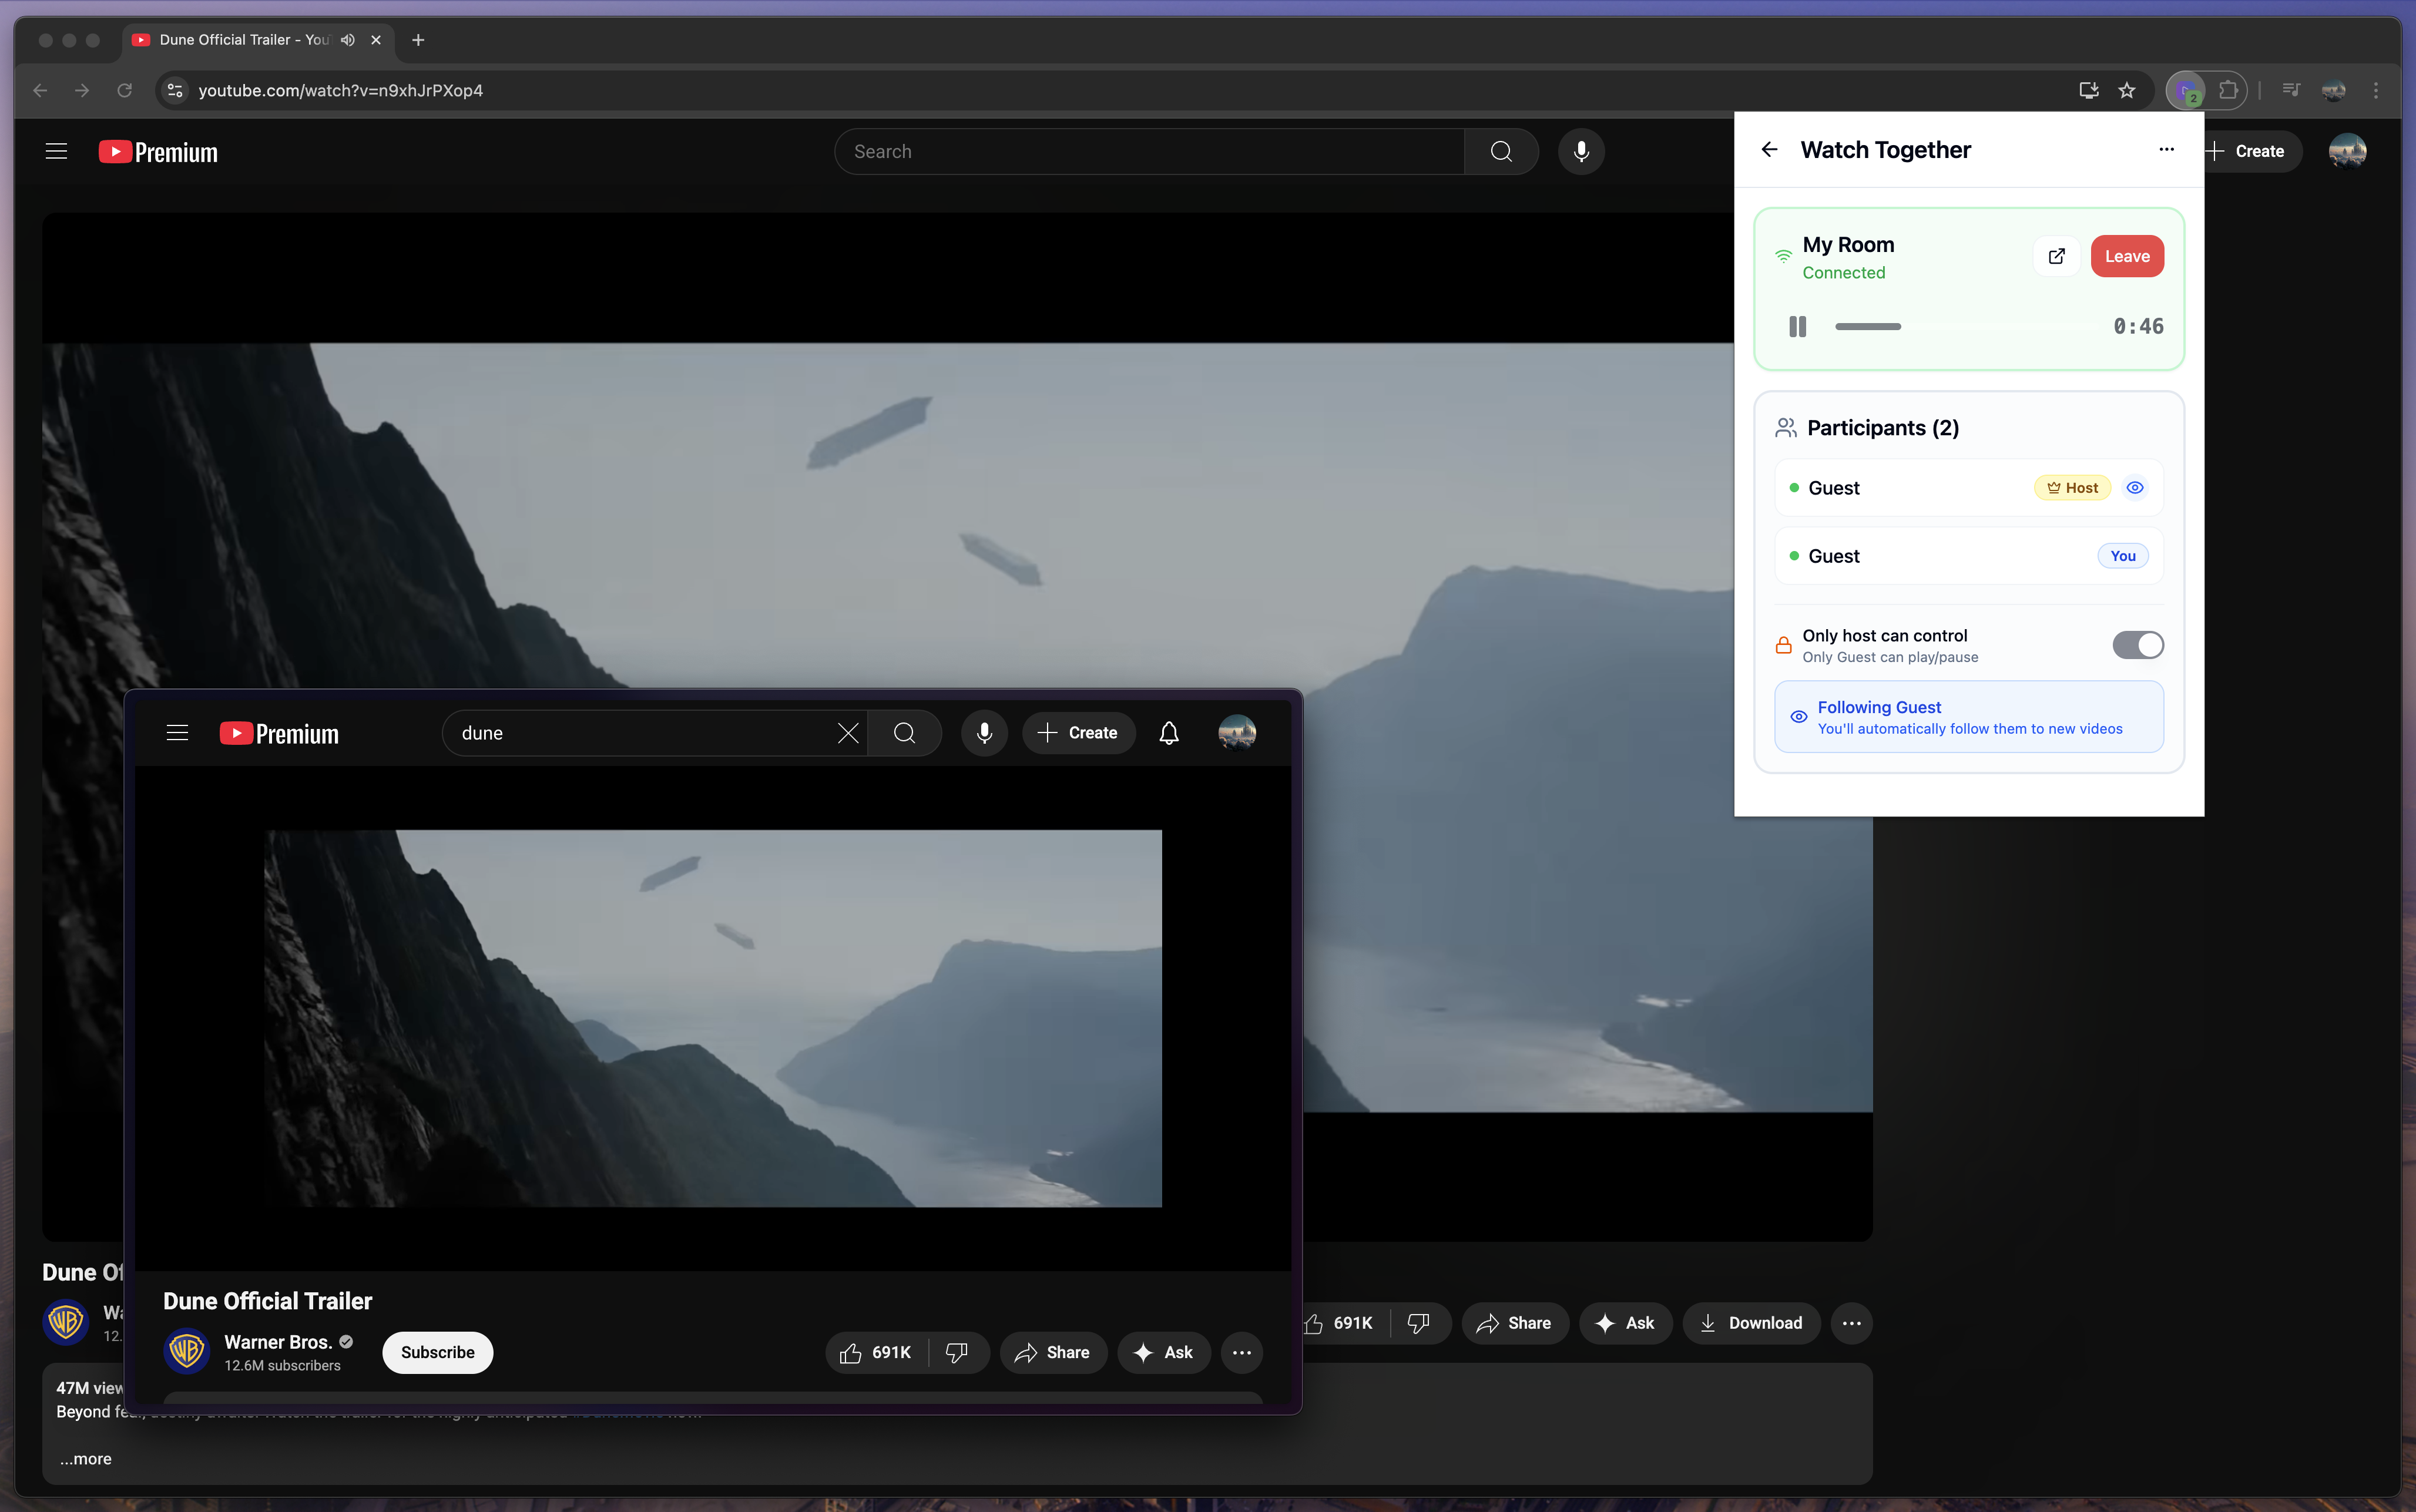 Dune Official Trailer - You
youtube.com/watch?v=n9xhJrPXop4
2
Premium
Search
Create
Watch Together
My Room
Connected
Leave
0:46
Participants (2)
Guest
Host
Guest
You
Only host can control
Only Guest can play/pause
Following Guest
You'll automatically follow them to new videos
Premium
dune
Create
Dune Official Trailer
WB
Warner Bros.
12.6M subscribers
Subscribe
691K
Share
Ask
Dune Of
WB
Wa
12.
691K
Share
Ask
Download
47M view
Beyond
...more